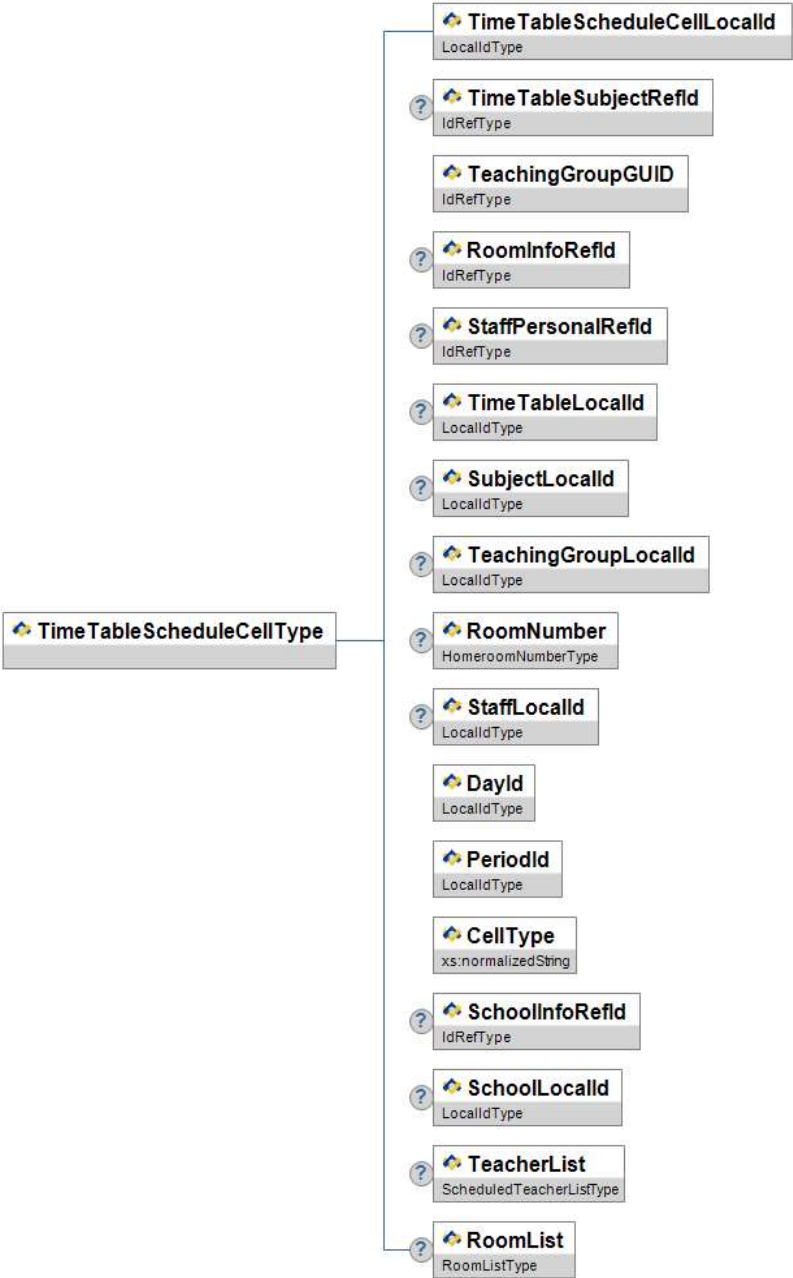 TimeTableScheduleCellLocalId
LocalIdType
?
TimeTableSubjectRefId
IdRefType
TeachingGroupGUID
IdRefType
?
RoomInfoRefId
IdRefType
?
StaffPersonalRefId
IdRefType
?
TimeTableLocalId
LocalIdType
?
SubjectLocalId
LocalIdType
?
TeachingGroupLocalId
LocalIdType
TimeTableScheduleCellType
?
RoomNumber
HomeroomNumberType
?
StaffLocalId
LocalIdType
DayId
LocalIdType
PeriodId
LocalIdType
CellType
xs:normalizedString
?
SchoolInfoRefId
IdRefType
?
SchoolLocalId
LocalIdType
?
TeacherList
ScheduledTeacherListType
?
RoomList
RoomListType